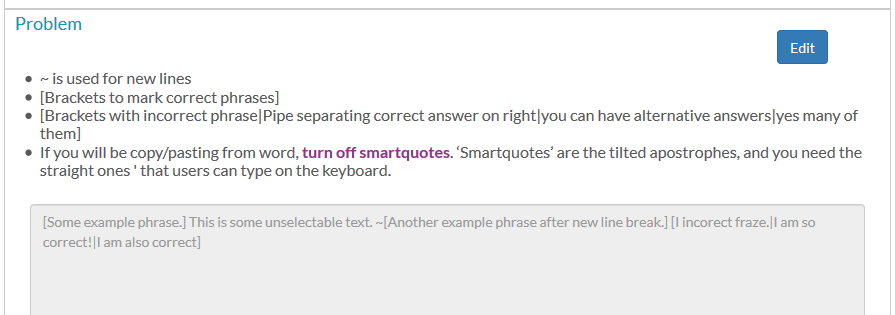 Problem
Edit
~ is used for new lines
[Brackets to mark correct phrases]
[Brackets with incorrect phrase|Pipe separating correct answer on right|you can have alternative answers|yes many of
them]
If you will be copy/pasting from word, turn off smartquotes. ‘Smartquotes’ are the tilted apostrophes, and you need the
straight ones ' that users can type on the keyboard.
[Some example phrase.] This is some unselectable text. ~[Another example phrase after new line break.] [I incorect fraze.|I am so
correct!|I am also correct]